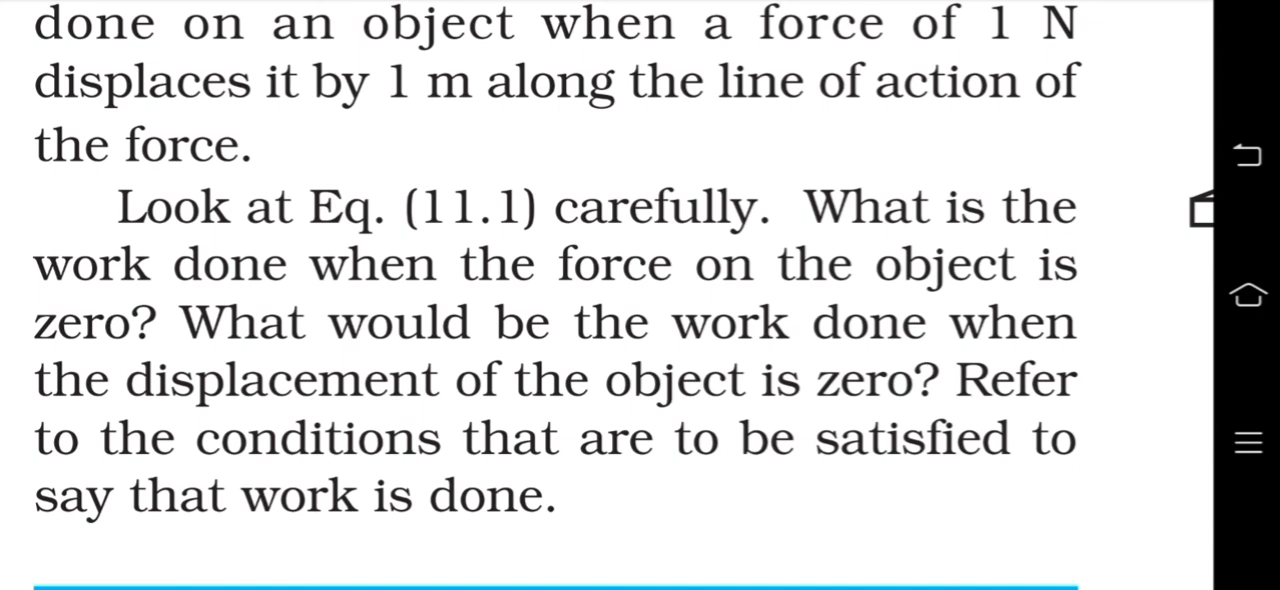 done on an object when a force of 1 N
displaces it by 1 m along the line of action of
the force.
Look at Eq. (11.1) carefully. What is the
work done when the force on the object is
zero? What would be the work done when
the displacement of the object is zero? Refer
to the conditions that are to be satisfied to
say that work is done.